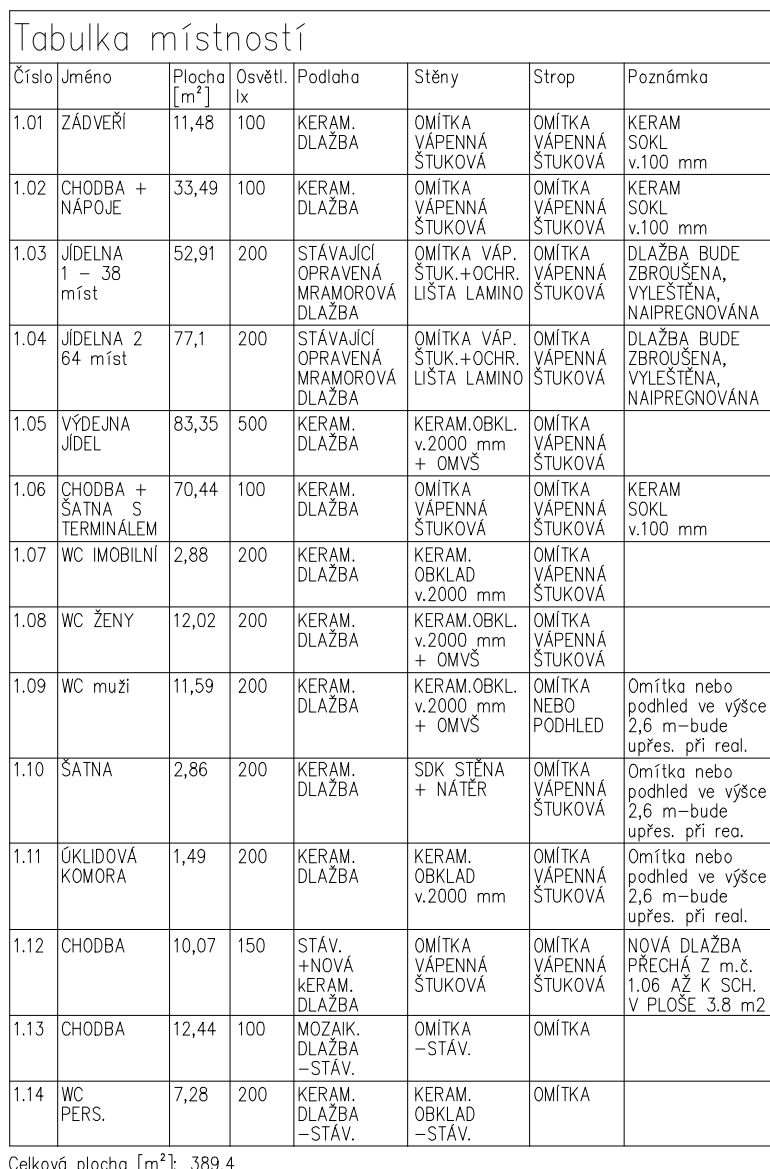 Tabulka místností
Číslo Jméno Plocha Osvětl. Podlaha Stěny Strop Poznámka
[m²] lx
1.01 ZÁDVEŘÍ 11,48 100 KERAM. OMÍTKA OMÍTKA KERAM
DLAŽBA VÁPENNÁ VÁPENNÁ SOKL
ŠTUKOVÁ ŠTUKOVÁ v.100 mm
1.02 CHODBA + 33,49 100 KERAM. OMÍTKA OMÍTKA KERAM
NÁPOJE DLAŽBA VÁPENNÁ VÁPENNÁ SOKL
ŠTUKOVÁ ŠTUKOVÁ v.100 mm
1.03 JÍDELNA 52,91 200 STÁVAJÍCÍ OMÍTKA VÁP. OMÍTKA DLAŽBA BUDE
1 – 38 OPRAVENÁ ŠTUK.+OCHR. VÁPENNÁ ZBROUŠENA,
míst MRAMOROVÁ LIŠTA LAMINO ŠTUKOVÁ VYLEŠTĚNA,
DLAŽBA NAIPREGNOVÁNA
1.04 JÍDELNA 2 77,1 200 STÁVAJÍCÍ OMÍTKA VÁP. OMÍTKA DLAŽBA BUDE
64 míst OPRAVENÁ ŠTUK.+OCHR. VÁPENNÁ ZBROUŠENA,
MRAMOROVÁ LIŠTA LAMINO ŠTUKOVÁ VYLEŠTĚNA,
DLAŽBA NAIPREGNOVÁNA
1.05 VÝDEJNA 83,35 500 KERAM. KERAM.OBKL. OMÍTKA
JÍDEL DLAŽBA v.2000 mm VÁPENNÁ
+ OMVŠ ŠTUKOVÁ
1.06 CHODBA + 70,44 100 KERAM. OMÍTKA OMÍTKA KERAM
ŠATNA S DLAŽBA VÁPENNÁ VÁPENNÁ SOKL
TERMINÁLEM ŠTUKOVÁ ŠTUKOVÁ v.100 mm
1.07 WC IMOBILNÍ 2,88 200 KERAM. KERAM. OMÍTKA
DLAŽBA OBKLAD VÁPENNÁ
v.2000 mm ŠTUKOVÁ
1.08 WC ŽENY 12,02 200 KERAM. KERAM.OBKL. OMÍTKA
DLAŽBA v.2000 mm VÁPENNÁ
+ OMVŠ ŠTUKOVÁ
1.09 WC muži 11,59 200 KERAM. KERAM.OBKL. OMÍTKA Omítka nebo
DLAŽBA v.2000 mm NEBO podhled ve výšce
+ OMVŠ PODHLED 2,6 m–bude
upřes. při real.
1.10 ŠATNA 2,86 200 KERAM. SDK STĚNA OMÍTKA Omítka nebo
DLAŽBA + NÁTĚR VÁPENNÁ podhled ve výšce
ŠTUKOVÁ 2,6 m–bude
upřes. při rea.
1.11 ÚKLIDOVÁ 1,49 200 KERAM. KERAM. OMÍTKA Omítka nebo
KOMORA DLAŽBA OBKLAD VÁPENNÁ podhled ve výšce
v.2000 mm ŠTUKOVÁ 2,6 m–bude
upřes. při real.
1.12 CHODBA 10,07 150 STÁV. OMÍTKA OMÍTKA NOVÁ DLAŽBA
+NOVÁ VÁPENNÁ VÁPENNÁ PŘECHÁ Z m.č.
kERAM. ŠTUKOVÁ ŠTUKOVÁ 1.06 AŽ K SCH.
DLAŽBA V PLOŠE 3.8 m2
1.13 CHODBA 12,44 100 MOZAIK. OMÍTKA OMÍTKA
DLAŽBA –STÁV.
–STÁV.
1.14 WC 7,28 200 KERAM. KERAM. OMÍTKA
PERS. DLAŽBA OBKLAD
–STÁV. –STÁV.
Celková plocha [m²]: 389,4